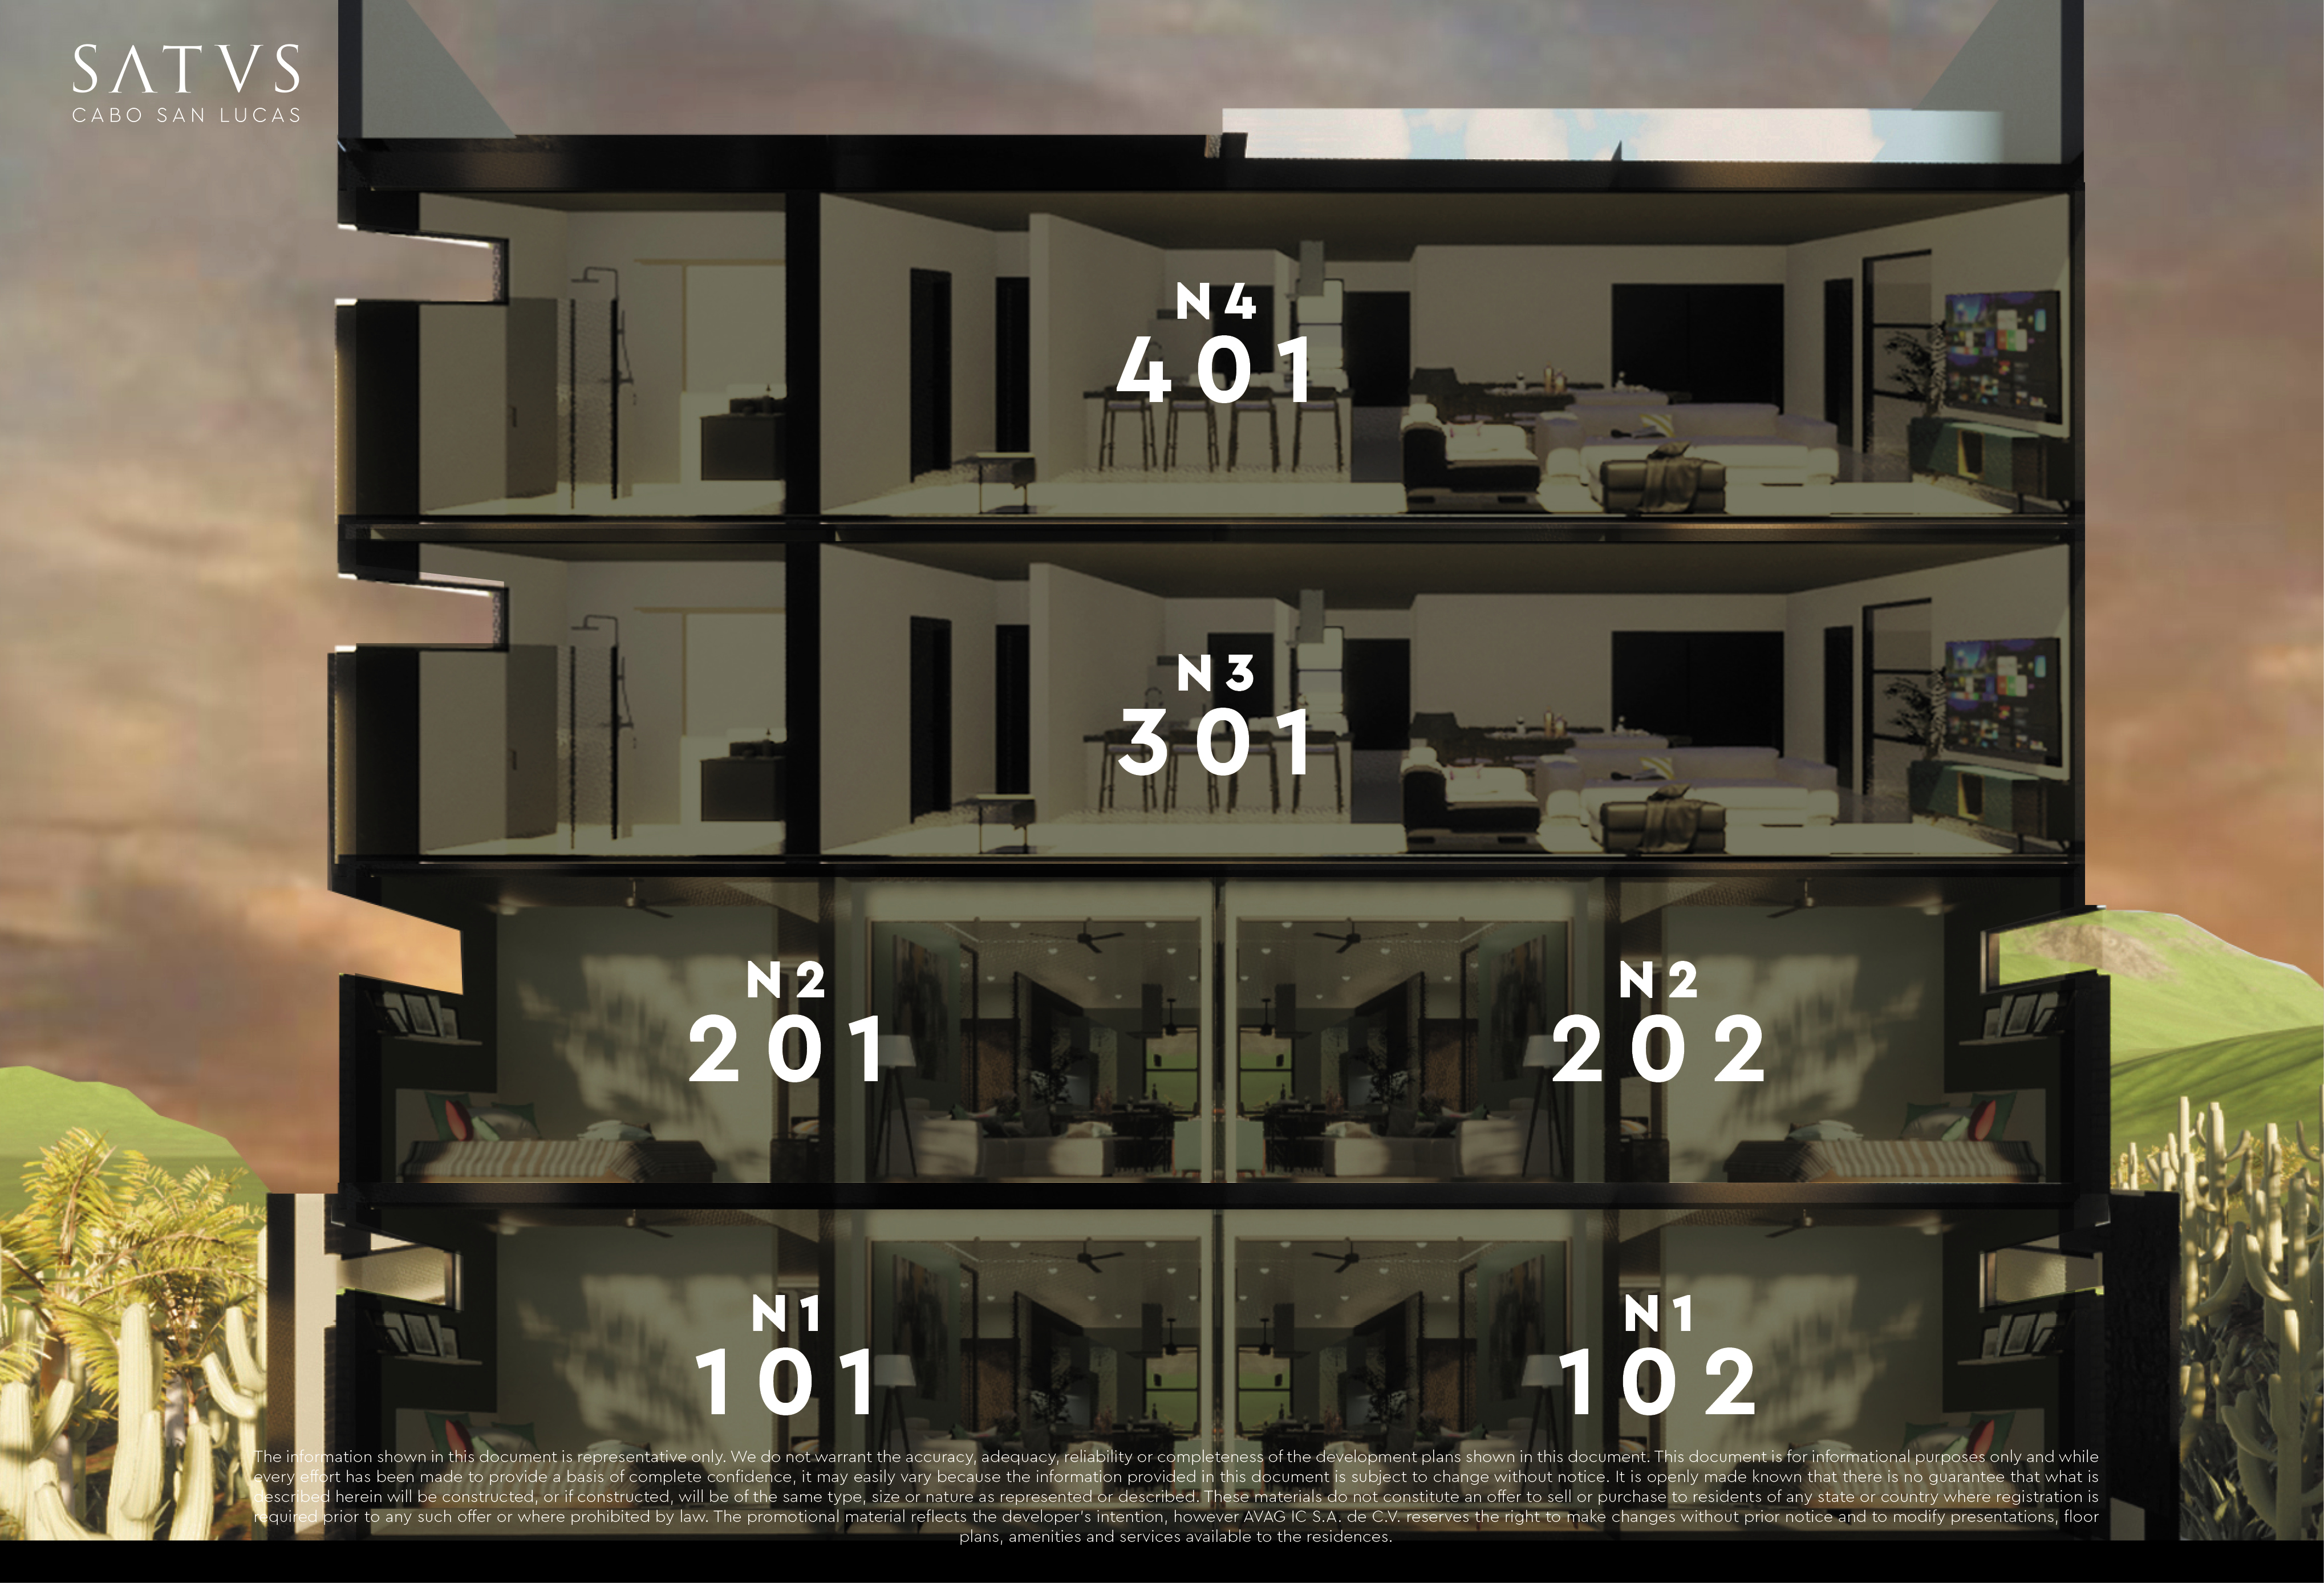 SATVS
CABO SAN LUCAS
N4
401
N3
301
N2
201
N2
202
N1
101
N1
102
The information shown in this document is representative only. We do not warrant the accuracy, adequacy, reliability or completeness of the development plans shown in this document. This document is for informational purposes only and while
every effort has been made to provide a basis of complete confidence, it may easily vary because the information provided in this document is subject to change without notice. It is openly made known that there is no guarantee that what is
described herein will be constructed, or if constructed, will be of the same type, size or nature as represented or described. These materials do not constitute an offer to sell or purchase to residents of any state or country where registration is
required prior to any such offer or where prohibited by law. The promotional material reflects the developer's intention, however AVAG IC S.A. de C.V. reserves the right to make changes without prior notice and to modify presentations, floor
plans, amenities and services available to the residences.